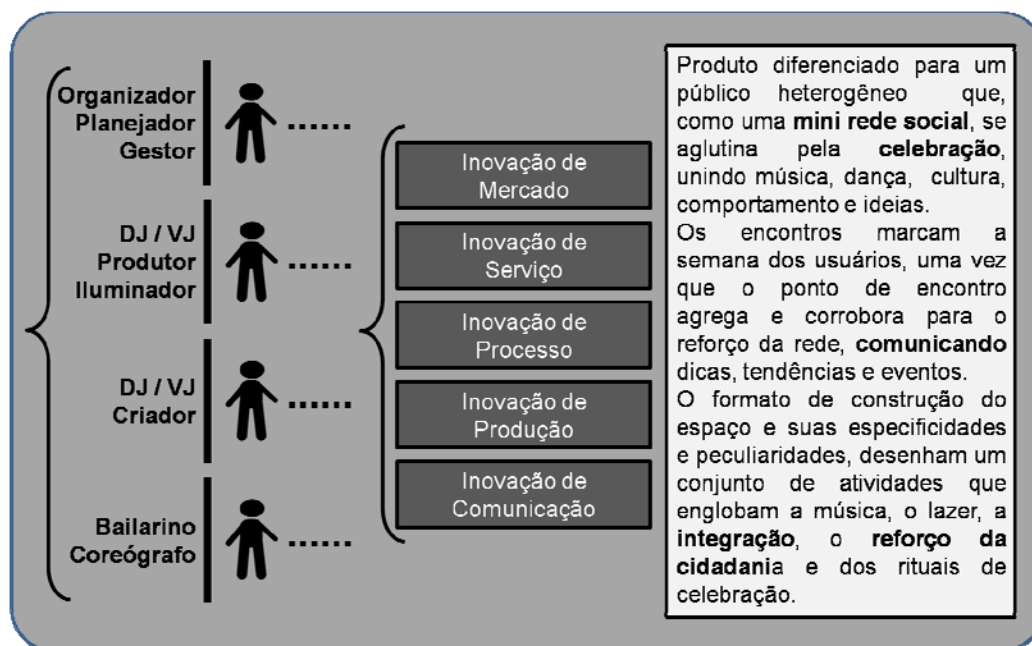 Organizador
Planejador
Gestor
DJ / VJ
Produtor
Iluminador
DJ / VJ
Criador
Bailarino
Coreógrafo
Inovação de
Mercado
Inovação de
Serviço
Inovação de
Processo
Inovação de
Produção
Inovação de
Comunicação
Produto diferenciado para um
público heterogêneo que,
como uma mini rede social, se
aglutina pela celebração,
unindo música, dança, cultura,
comportamento e ideias.
Os encontros marcam a
semana dos usuários, uma vez
que o ponto de encontro
agrega e corrobora para o
reforço da rede, comunicando
dicas, tendências e eventos.
O formato de construção do
espaço e suas especificidades
e peculiaridades, desenham um
conjunto de atividades que
englobam a música, o lazer, a
integração, o reforço da
cidadania e dos rituais de
celebração.